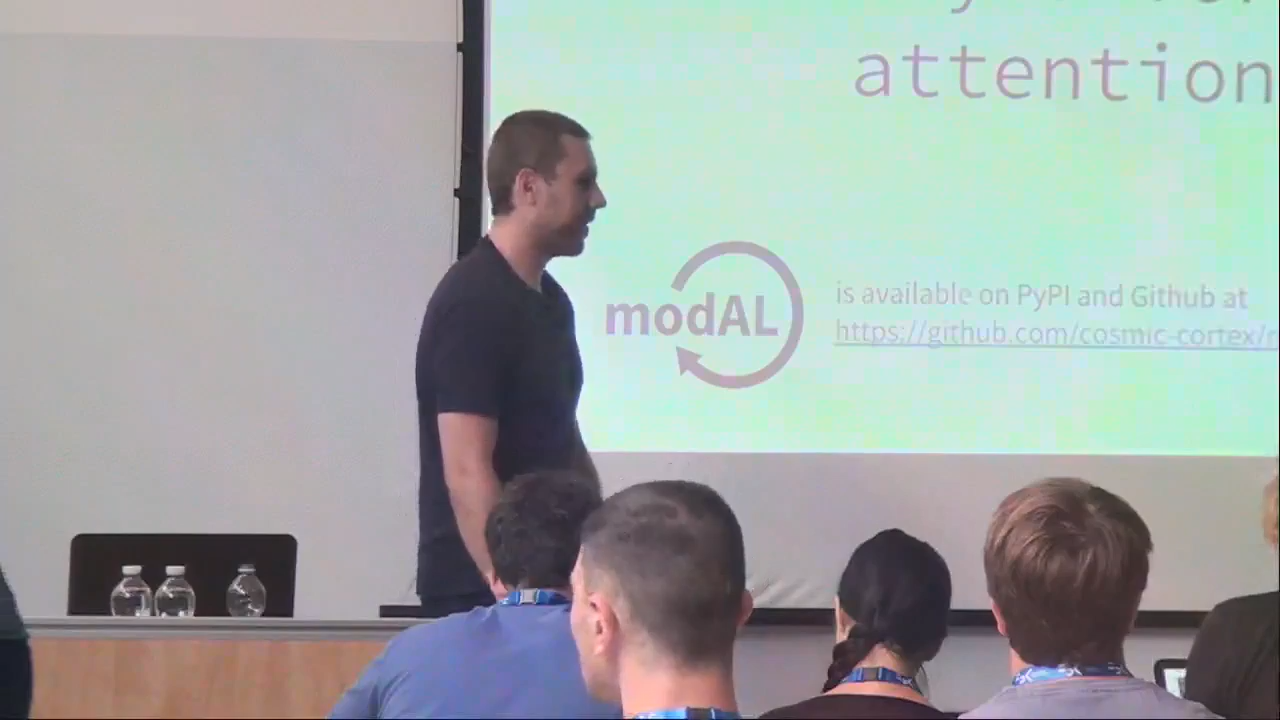 attention
modAL
is available on PyPI and Github at
https://github.com/cosmic-cortex/